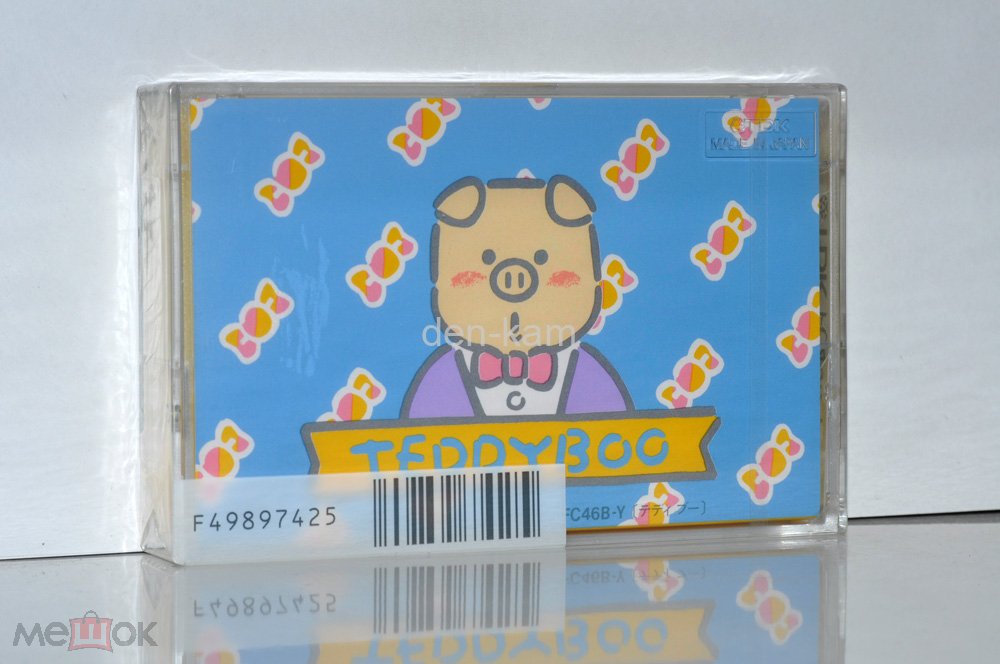 TDK
MADE IN JAPAN
den-kam
TEDDYBOO
FC46B-Y〔テディブー〕
F49897425
мешок